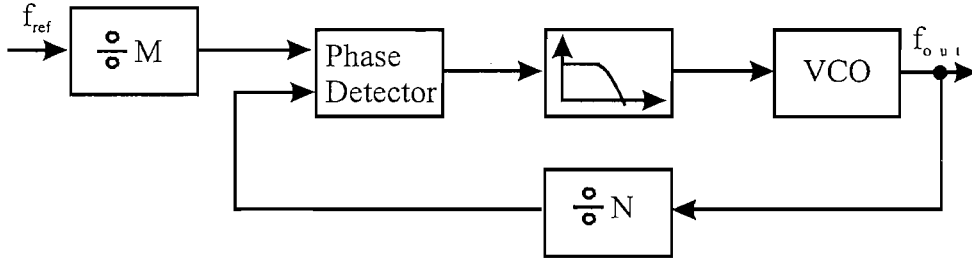 f_ref
÷ M
Phase
Detector
VCO
f_out
÷ N